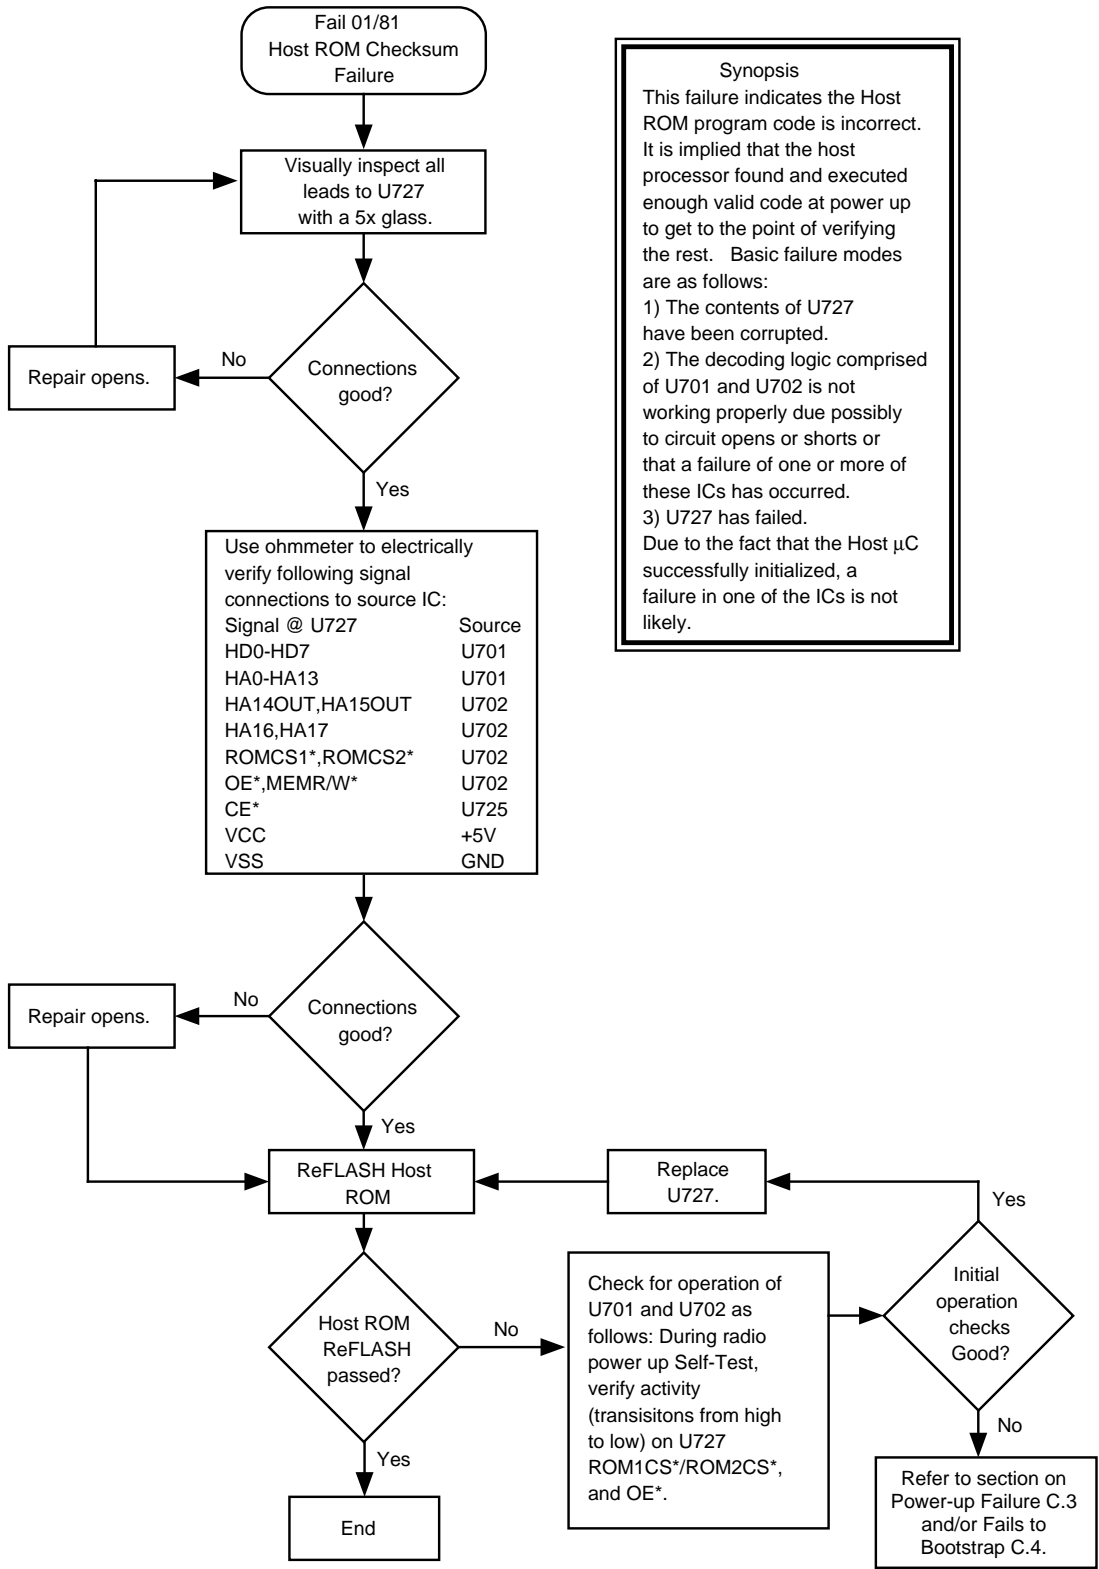 Fail 01/81
Host ROM Checksum
Failure
Visually inspect all
leads to U727
with a 5x glass.
Connections
good?
No
Repair opens.
Yes
Use ohmmeter to electrically
verify following signal
connections to source IC:
Signal @ U727 Source
HD0-HD7 U701
HA0-HA13 U701
HA14OUT,HA15OUT U702
HA16,HA17 U702
ROMCS1*,ROMCS2* U702
OE*,MEMR/W* U702
CE* U725
VCC +5V
VSS GND
Connections
good?
No
Repair opens.
Yes
ReFLASH Host
ROM
Host ROM
ReFLASH
passed?
Yes
End
No
Check for operation of
U701 and U702 as
follows: During radio
power up Self-Test,
verify activity
(transisitons from high
to low) on U727
ROM1CS*/ROM2CS*,
and OE*.
Initial
operation
checks
Good?
Yes
Replace
U727.
No
Refer to section on
Power-up Failure C.3
and/or Fails to
Bootstrap C.4.
Synopsis
This failure indicates the Host
ROM program code is incorrect.
It is implied that the host
processor found and executed
enough valid code at power up
to get to the point of verifying
the rest.   Basic failure modes
are as follows:
1) The contents of U727
have been corrupted.
2) The decoding logic comprised
of U701 and U702 is not
working properly due possibly
to circuit opens or shorts or
that a failure of one or more of
these ICs has occurred.
3) U727 has failed.
Due to the fact that the Host µC
successfully initialized, a
failure in one of the ICs is not
likely.